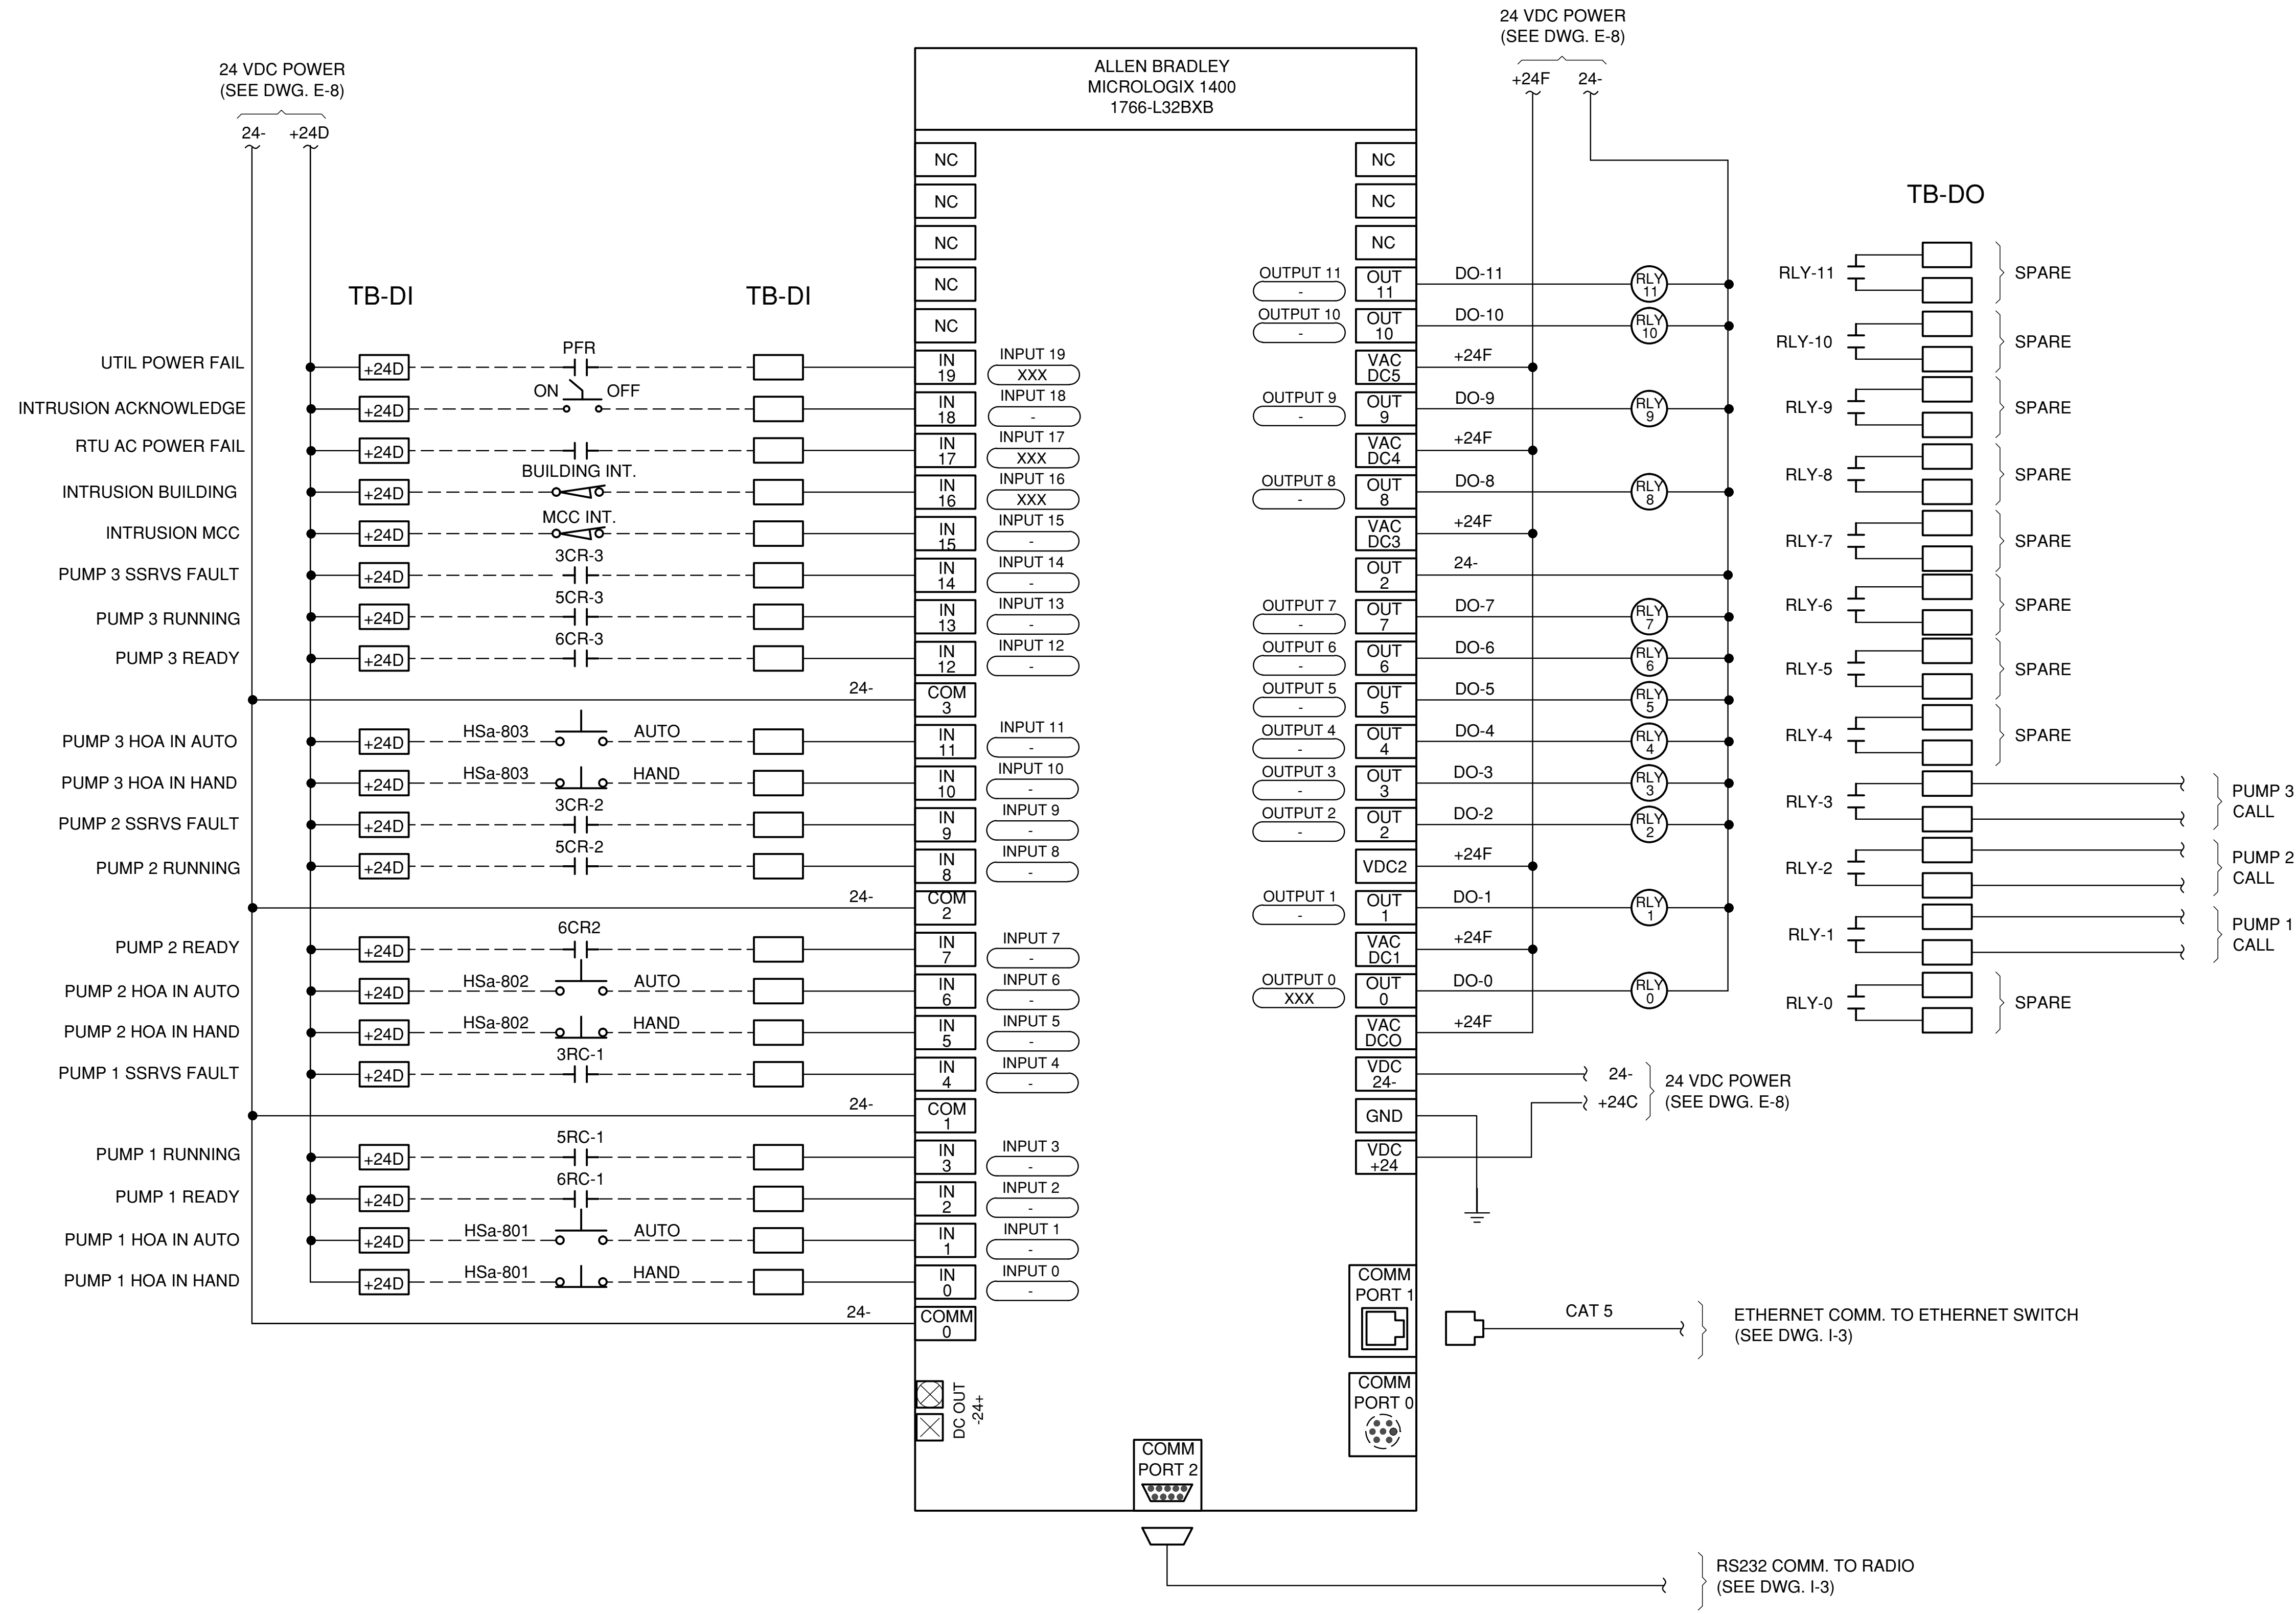 24 VDC POWER
(SEE DWG. E-8)
24-
+24D
TB-DI
TB-DI
UTIL POWER FAIL
+24D
PFR
INTRUSION ACKNOWLEDGE
+24D
ON
OFF
RTU AC POWER FAIL
+24D
INTRUSION BUILDING
+24D
BUILDING INT.
INTRUSION MCC
+24D
MCC INT.
PUMP 3 SSRVS FAULT
+24D
3CR-3
PUMP 3 RUNNING
+24D
5CR-3
PUMP 3 READY
+24D
6CR-3
24-
PUMP 3 HOA IN AUTO
+24D
HSa-803
AUTO
PUMP 3 HOA IN HAND
+24D
HSa-803
HAND
PUMP 2 SSRVS FAULT
+24D
3CR-2
PUMP 2 RUNNING
+24D
5CR-2
24-
PUMP 2 READY
+24D
6CR2
PUMP 2 HOA IN AUTO
+24D
HSa-802
AUTO
PUMP 2 HOA IN HAND
+24D
HSa-802
HAND
PUMP 1 SSRVS FAULT
+24D
3RC-1
24-
PUMP 1 RUNNING
+24D
5RC-1
PUMP 1 READY
+24D
6RC-1
PUMP 1 HOA IN AUTO
+24D
HSa-801
AUTO
PUMP 1 HOA IN HAND
+24D
HSa-801
HAND
24-
ALLEN BRADLEY
MICROLOGIX 1400
1766-L32BXB
NC
NC
NC
NC
NC
IN
19
INPUT 19
XXX
IN
18
INPUT 18
-
IN
17
INPUT 17
XXX
IN
16
INPUT 16
XXX
IN
15
INPUT 15
-
IN
14
INPUT 14
-
IN
13
INPUT 13
-
IN
12
INPUT 12
-
COM
3
IN
11
INPUT 11
-
IN
10
INPUT 10
-
IN
9
INPUT 9
-
IN
8
INPUT 8
-
COM
2
IN
7
INPUT 7
-
IN
6
INPUT 6
-
IN
5
INPUT 5
-
IN
4
INPUT 4
-
COM
1
IN
3
INPUT 3
-
IN
2
INPUT 2
-
IN
1
INPUT 1
-
IN
0
INPUT 0
-
COMM
0
DC OUT
-24+
NC
NC
NC
OUTPUT 11
-
OUT
11
OUTPUT 10
-
OUT
10
VAC
DC5
OUTPUT 9
-
OUT
9
VAC
DC4
OUTPUT 8
-
OUT
8
VAC
DC3
OUT
2
OUTPUT 7
-
OUT
7
OUTPUT 6
-
OUT
6
OUTPUT 5
-
OUT
5
OUTPUT 4
-
OUT
4
OUTPUT 3
-
OUT
3
OUTPUT 2
-
OUT
2
VDC2
OUTPUT 1
-
OUT
1
VAC
DC1
OUTPUT 0
XXX
OUT
0
VAC
DCO
VDC
24-
GND
VDC
+24
COMM
PORT 1
COMM
PORT 0
COMM
PORT 2
24 VDC POWER
(SEE DWG. E-8)
+24F
24-
DO-11
RLY
11
DO-10
RLY
10
+24F
DO-9
RLY
9
+24F
DO-8
RLY
8
+24F
24-
DO-7
RLY
7
DO-6
RLY
6
DO-5
RLY
5
DO-4
RLY
4
DO-3
RLY
3
DO-2
RLY
2
+24F
DO-1
RLY
1
+24F
DO-0
RLY
0
+24F
24-
+24C
24 VDC POWER
(SEE DWG. E-8)
TB-DO
RLY-11
SPARE
RLY-10
SPARE
RLY-9
SPARE
RLY-8
SPARE
RLY-7
SPARE
RLY-6
SPARE
RLY-5
SPARE
RLY-4
SPARE
RLY-3
PUMP 3
CALL
RLY-2
PUMP 2
CALL
RLY-1
PUMP 1
CALL
RLY-0
SPARE
CAT 5
ETHERNET COMM. TO ETHERNET SWITCH
(SEE DWG. I-3)
RS232 COMM. TO RADIO
(SEE DWG. I-3)